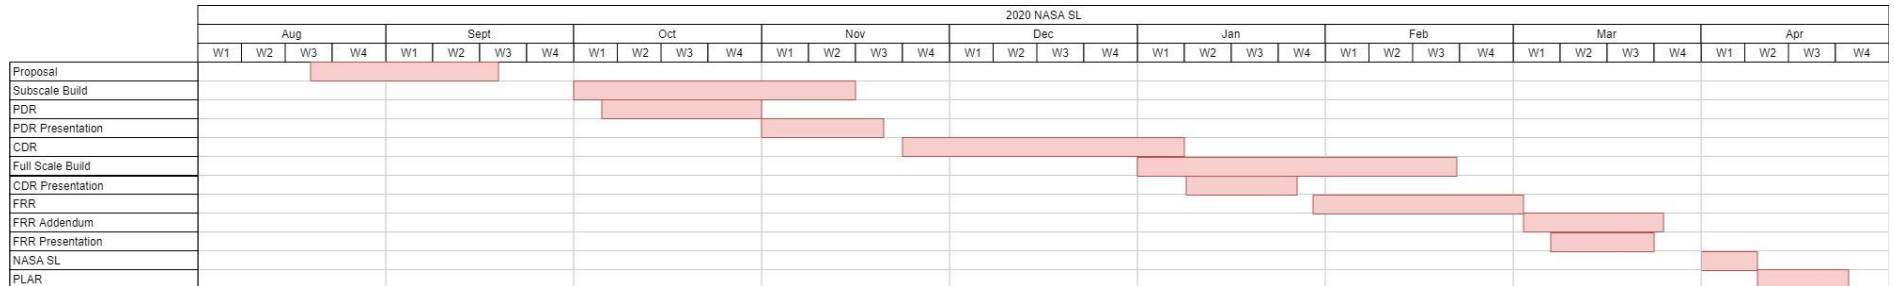 2020 NASA SL
Aug Sept Oct Nov Dec Jan Feb Mar Apr
W1 W2 W3 W4 W1 W2 W3 W4 W1 W2 W3 W4 W1 W2 W3 W4 W1 W2 W3 W4 W1 W2 W3 W4 W1 W2 W3 W4 W1 W2 W3 W4 W1 W2 W3 W4
Proposal
Subscale Build
PDR
PDR Presentation
CDR
Full Scale Build
CDR Presentation
FRR
FRR Addendum
FRR Presentation
NASA SL
PLAR